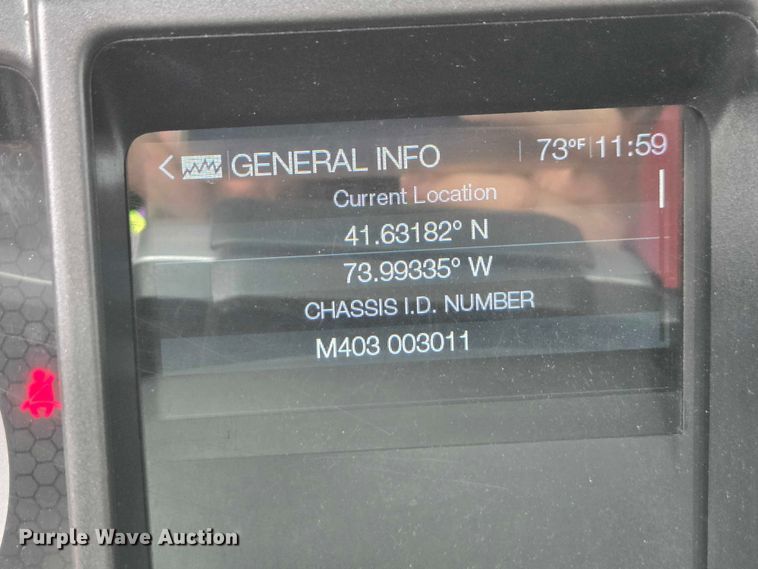 GENERAL INFO 73°F 11:59
Current Location
41.63182° N
73.99335° W
CHASSIS I.D. NUMBER
M403 003011
Purple Wave Auction